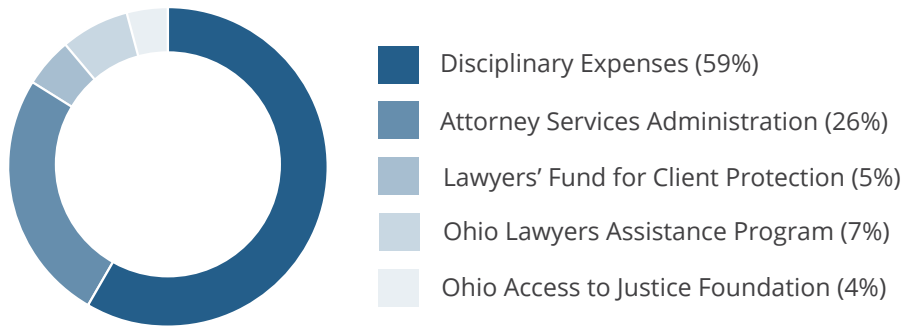 Disciplinary Expenses (59%)
Attorney Services Administration (26%)
Lawyers’ Fund for Client Protection (5%)
Ohio Lawyers Assistance Program (7%)
Ohio Access to Justice Foundation (4%)